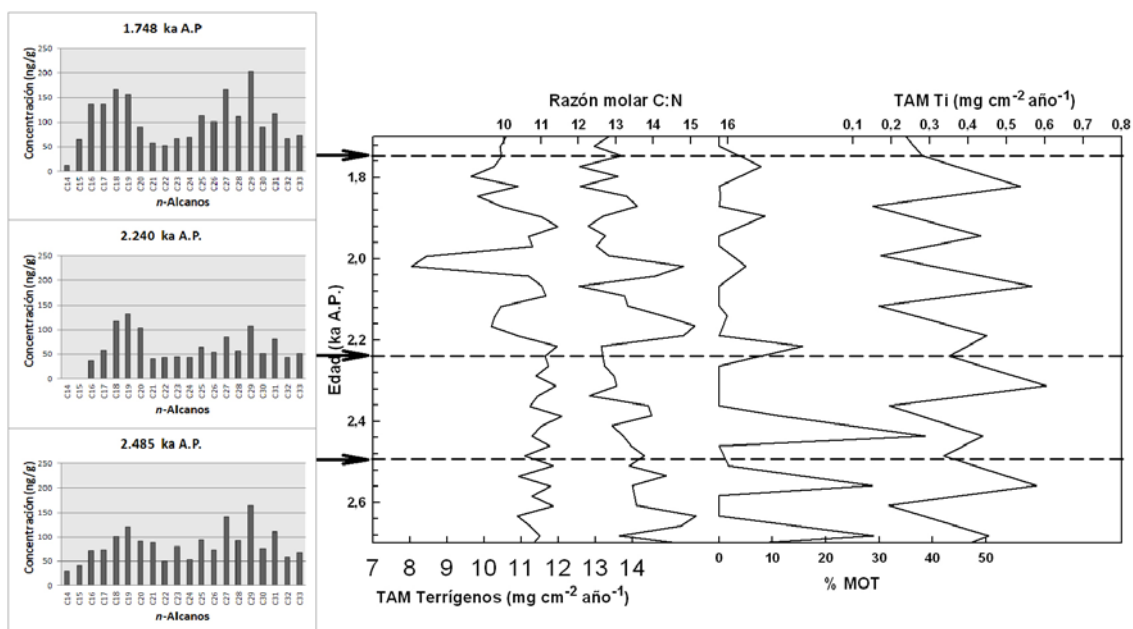 1.748 ka A.P
Concentración (ng/g)
250
200
150
100
50
0
C14 C15 C16 C17 C18 C19 C20 C21 C22 C23 C24 C25 C26 C27 C28 C29 C30 C31 C32 C33
n-Alcanos
2.240 ka A.P.
Concentración (ng/g)
250
200
150
100
50
0
C14 C15 C16 C17 C18 C19 C20 C21 C22 C23 C24 C25 C26 C27 C28 C29 C30 C31 C32 C33
n-Alcanos
2.485 ka A.P.
Concentración (ng/g)
250
200
150
100
50
0
C14 C15 C16 C17 C18 C19 C20 C21 C22 C23 C24 C25 C26 C27 C28 C29 C30 C31 C32 C33
n-Alcanos
Razón molar C:N
10 11 12 13 14 15 16
TAM Ti (mg cm-2 año-1)
0,1 0,2 0,3 0,4 0,5 0,6 0,7 0,8
Edad (ka A.P.)
1,8
2,0
2,2
2,4
2,6
7 8 9 10 11 12 13 14
TAM Terrígenos (mg cm-2 año-1)
0 10 20 30 40 50
% MOT